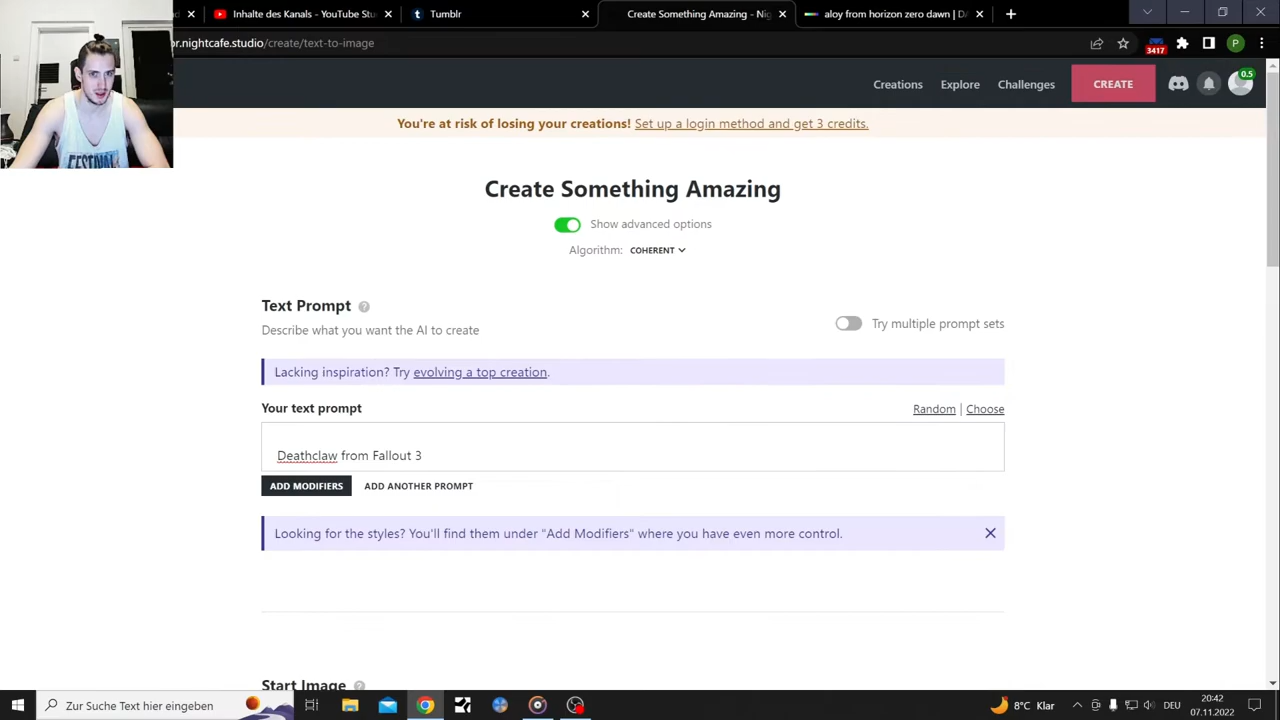 Inhalte des Kanals - YouTube Stu
Tumblr
Create Something Amazing - Nig
aloy from horizon zero dawn | DA
or.nightcafe.studio/create/text-to-image
3417
P
Creations
Explore
Challenges
CREATE
0.5
You're at risk of losing your creations! Set up a login method and get 3 credits.
FESTIVAL
Create Something Amazing
Show advanced options
Algorithm: COHERENT
Text Prompt ?
Describe what you want the AI to create
Try multiple prompt sets
Lacking inspiration? Try evolving a top creation.
Your text prompt
Random | Choose
Deathclaw from Fallout 3
ADD MODIFIERS
ADD ANOTHER PROMPT
Looking for the styles? You'll find them under "Add Modifiers" where you have even more control.
Start Image ?
Zur Suche Text hier eingeben
8°C Klar
DEU
20:42
07.11.2022